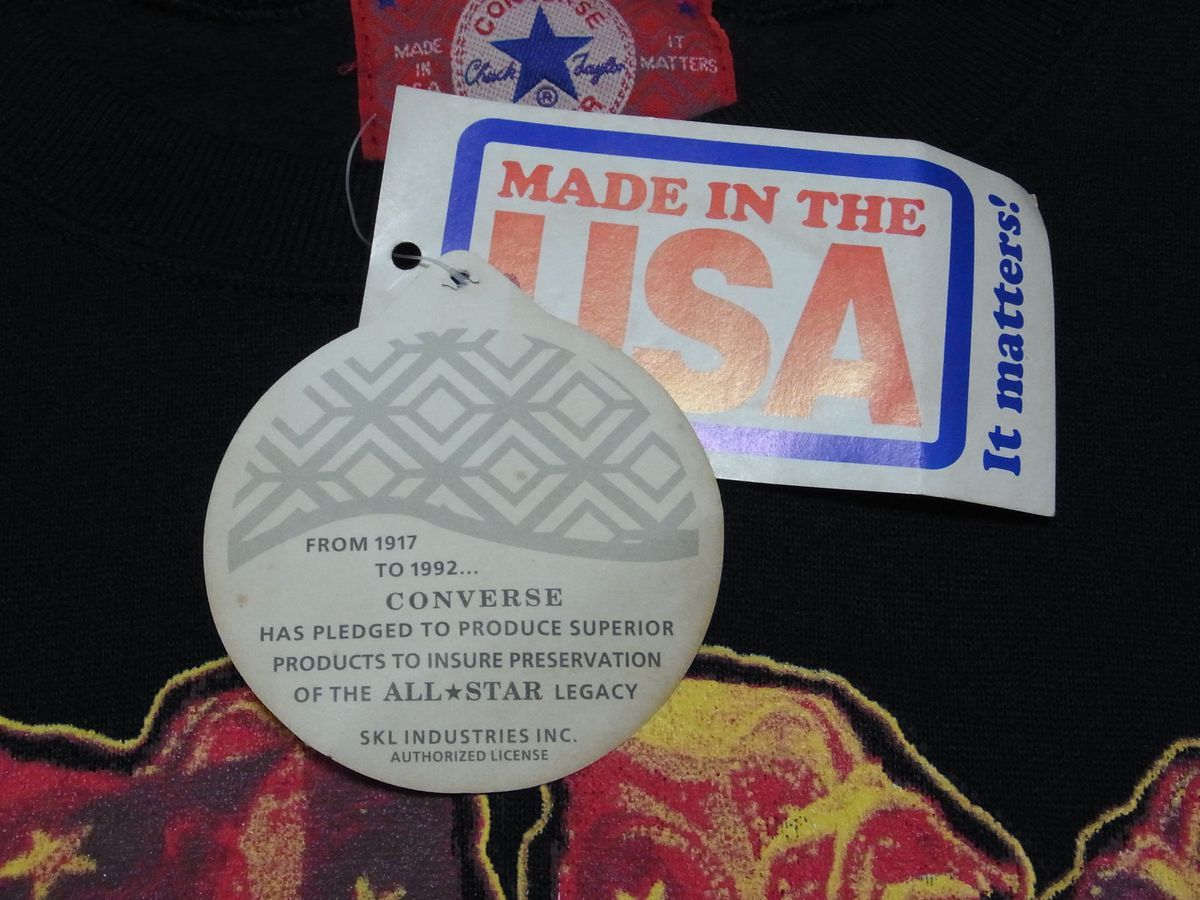 CONVERSE
MADE
IN
IT
MATTERS
Chuck Taylor
®
MADE IN THE
USA
It matters!
FROM 1917
TO 1992...
CONVERSE
HAS PLEDGED TO PRODUCE SUPERIOR
PRODUCTS TO INSURE PRESERVATION
OF THE ALL★STAR LEGACY
SKL INDUSTRIES INC.
AUTHORIZED LICENSE